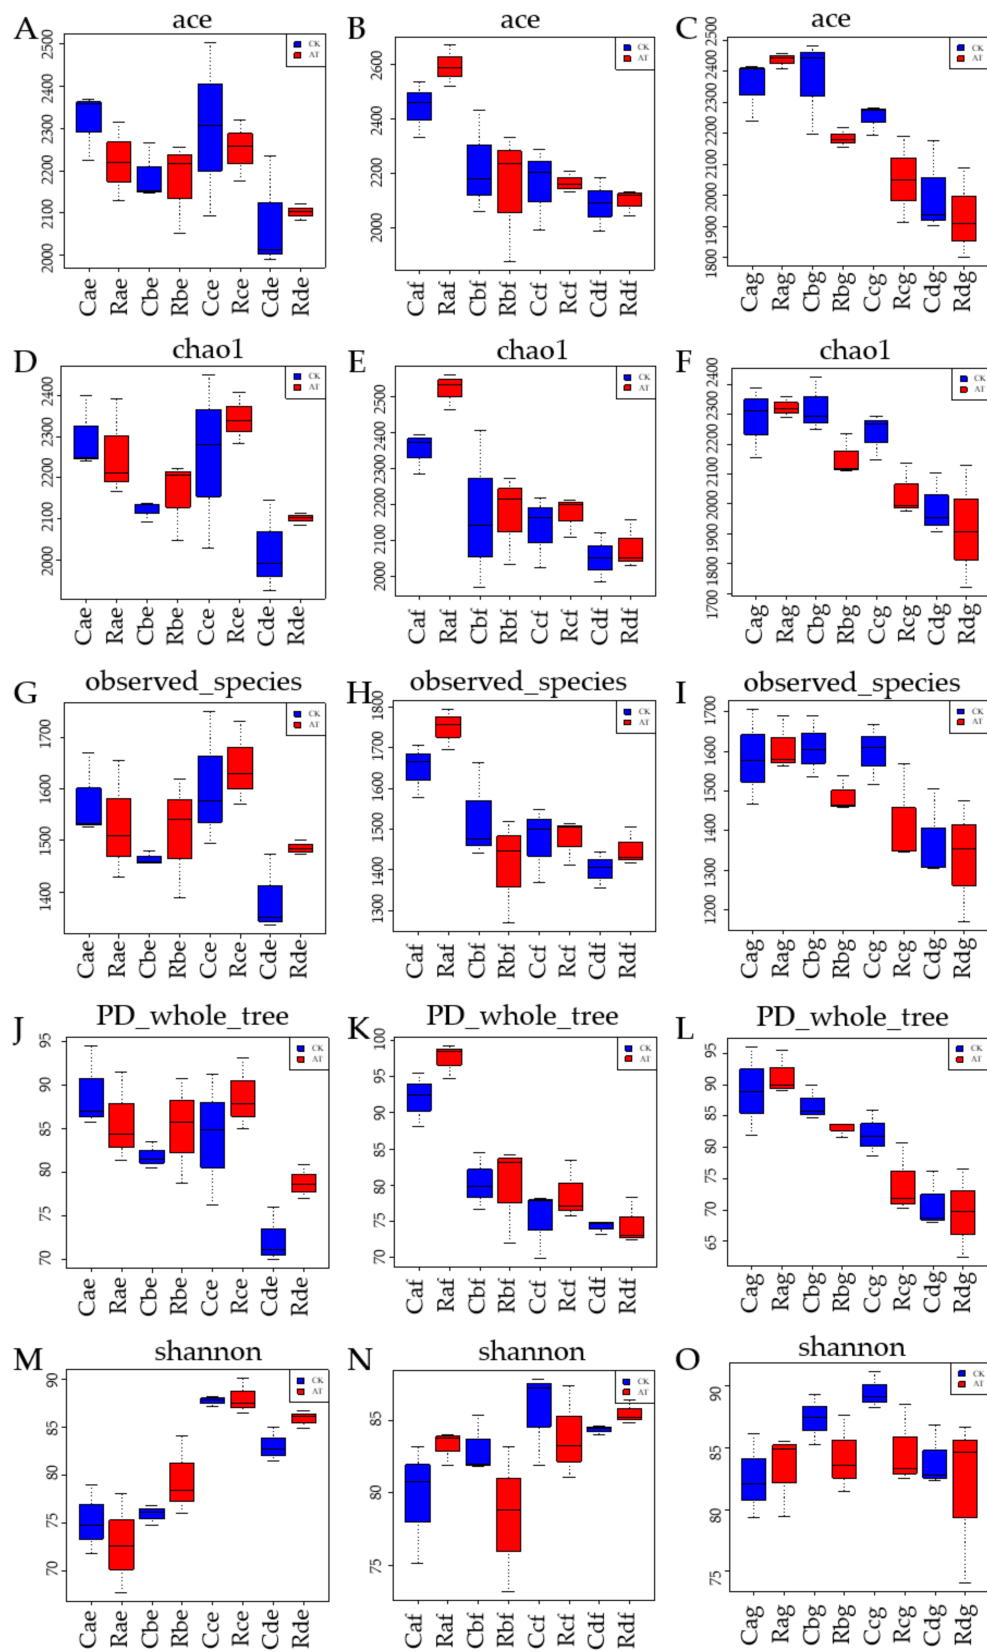 A ace
CK
AT
2000 2100 2200 2300 2400 2500
Cae Rae Cbe Rbe Cce Rce Cde Rde
B ace
CK
AT
2000 2200 2400 2600
Caf Raf Cbf Rbf Ccf Rcf Cdf Rdf
C ace
CK
AT
1800 1900 2000 2100 2200 2300 2400 2500
Cag Rag Cbg Rbg Ccg Rcg Cdg Rdg
D chao1
CK
AT
2000 2100 2200 2300 2400
Cae Rae Cbe Rbe Cce Rce Cde Rde
E chao1
CK
AT
2000 2100 2200 2300 2400 2500
Caf Raf Cbf Rbf Ccf Rcf Cdf Rdf
F chao1
CK
AT
1700 1800 1900 2000 2100 2200 2300 2400
Cag Rag Cbg Rbg Ccg Rcg Cdg Rdg
G observed_species
CK
AT
1400 1500 1600 1700
Cae Rae Cbe Rbe Cce Rce Cde Rde
H observed_species
CK
AT
1300 1400 1500 1600 1700 1800
Caf Raf Cbf Rbf Ccf Rcf Cdf Rdf
I observed_species
CK
AT
1200 1300 1400 1500 1600 1700
Cag Rag Cbg Rbg Ccg Rcg Cdg Rdg
J PD_whole_tree
CK
AT
70 75 80 85 90 95
Cae Rae Cbe Rbe Cce Rce Cde Rde
K PD_whole_tree
CK
AT
70 75 80 85 90 95 100
Caf Raf Cbf Rbf Ccf Rcf Cdf Rdf
L PD_whole_tree
CK
AT
65 70 75 80 85 90 95
Cag Rag Cbg Rbg Ccg Rcg Cdg Rdg
M shannon
CK
AT
70 75 80 85 90
Cae Rae Cbe Rbe Cce Rce Cde Rde
N shannon
CK
AT
75 80 85
Caf Raf Cbf Rbf Ccf Rcf Cdf Rdf
O shannon
CK
AT
75 80 85 90
Cag Rag Cbg Rbg Ccg Rcg Cdg Rdg